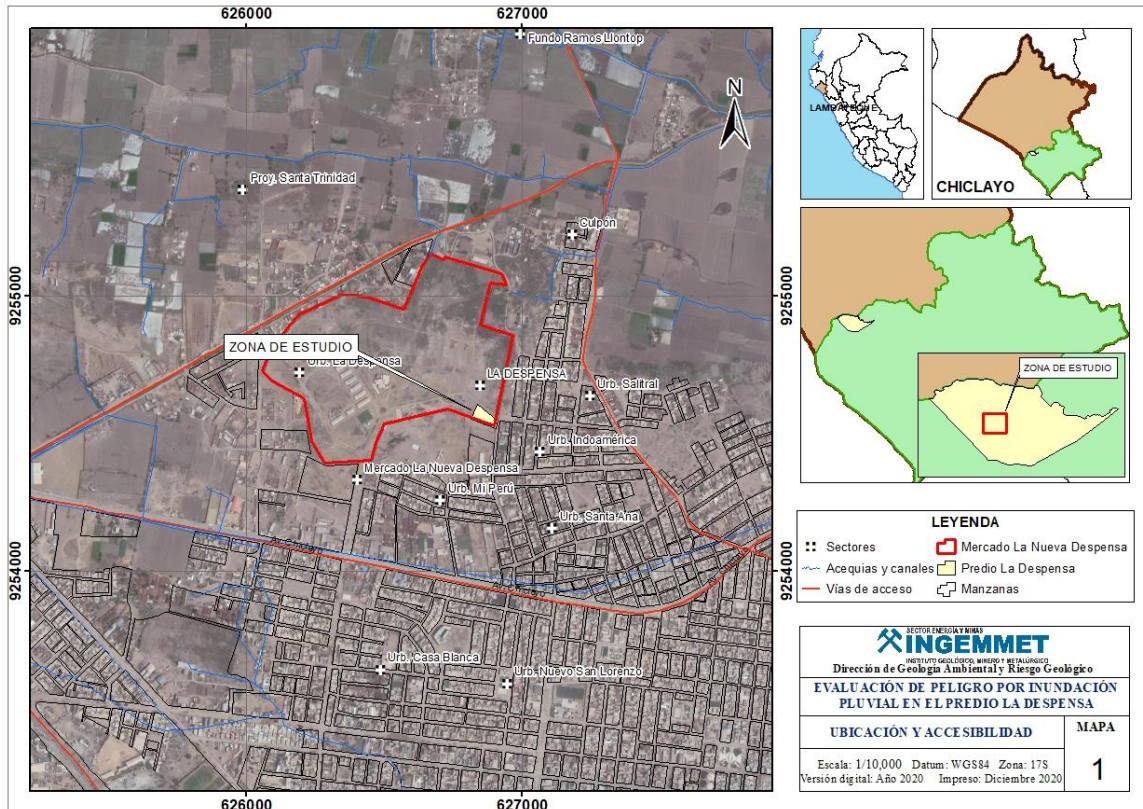 626000
627000
Fundo Ramos Llontop
N
Proy. Santa Trinidad
Culpón
9255000
9255000
ZONA DE ESTUDIO
Urb. La Despensa
LA DESPENSA
Urb. Salitral
Urb. Indoamérica
Mercado La Nueva Despensa
Urb. Mi Perú
Urb. Santa Ana
9254000
9254000
Urb. Casa Blanca
Urb. Nuevo San Lorenzo
626000
627000
LAMBAYEQUE
CHICLAYO
ZONA DE ESTUDIO
LEYENDA
Sectores
Mercado La Nueva Despensa
Acequias y canales
Predio La Despensa
Vías de acceso
Manzanas
SECTOR ENERGÍA Y MINAS
INGEMMET
INSTITUTO GEOLÓGICO, MINERO Y METALÚRGICO
Dirección de Geología Ambiental y Riesgo Geológico
EVALUACIÓN DE PELIGRO POR INUNDACIÓN
PLUVIAL EN EL PREDIO LA DESPENSA
UBICACIÓN Y ACCESIBILIDAD
MAPA
1
Escala: 1/10,000 Datum: WGS84 Zona: 17S
Versión digital: Año 2020 Impreso: Diciembre 2020